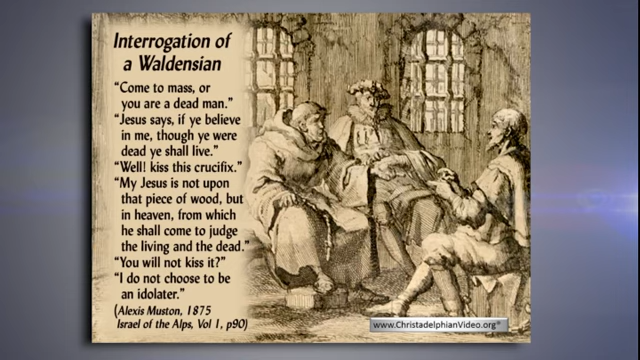 Interrogation of
a Waldensian
“Come to mass, or
you are a dead man.”
“Jesus says, if ye believe
in me, though ye were
dead ye shall live.”
“Well! kiss this crucifix.”
“My Jesus is not upon
that piece of wood, but
in heaven, from which
he shall come to judge
the living and the dead.”
“You will not kiss it?”
“I do not choose to be
an idolater.”
(Alexis Muston, 1875
Israel of the Alps, Vol 1, p90)
www.ChristadelphianVideo.org®